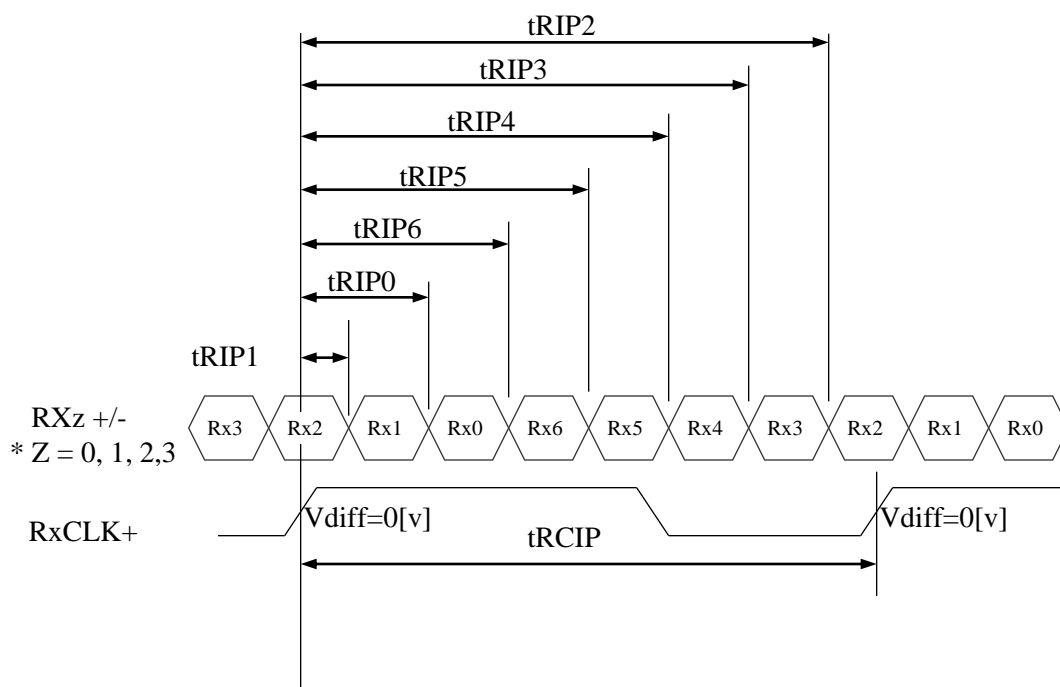 tRIP2
tRIP3
tRIP4
tRIP5
tRIP6
tRIP0
tRIP1
RXz +/-
* Z = 0, 1, 2,3
Rx3 Rx2 Rx1 Rx0 Rx6 Rx5 Rx4 Rx3 Rx2 Rx1 Rx0
RxCLK+
Vdiff=0[v] Vdiff=0[v]
tRCIP